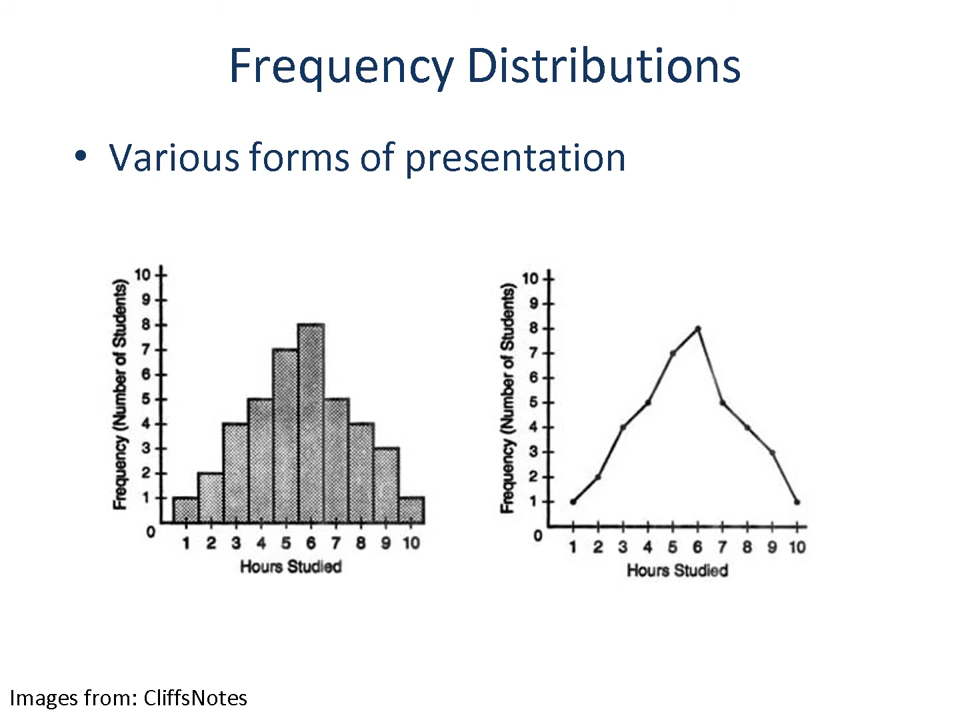 Frequency Distributions
• Various forms of presentation
Frequency (Number of Students)
10
9
8
7
6
5
4
3
2
1
0
1 2 3 4 5 6 7 8 9 10
Hours Studied
Frequency (Number of Students)
10
9
8
7
6
5
4
3
2
1
0
1 2 3 4 5 6 7 8 9 10
Hours Studied
Images from: CliffsNotes